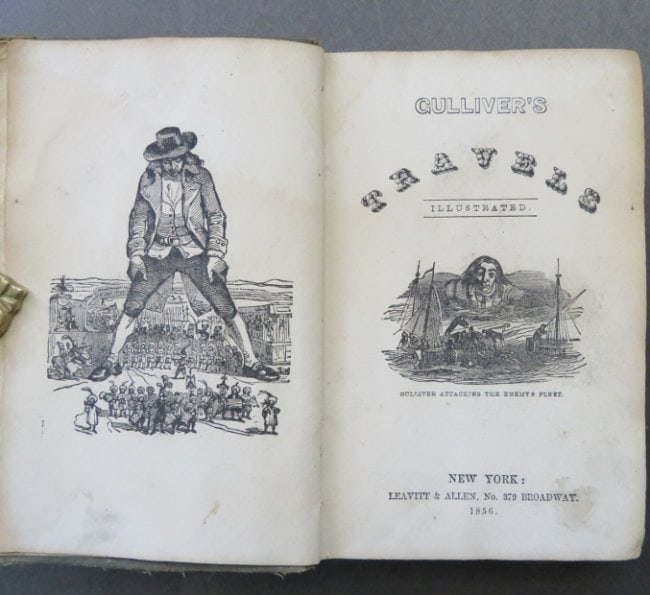 GULLIVER'S
TRAVELS
ILLUSTRATED.
GULLIVER ATTACKING THE ENEMY'S FLEET.
NEW YORK:
LEAVITT & ALLEN, No. 379 BROADWAY.
1856.